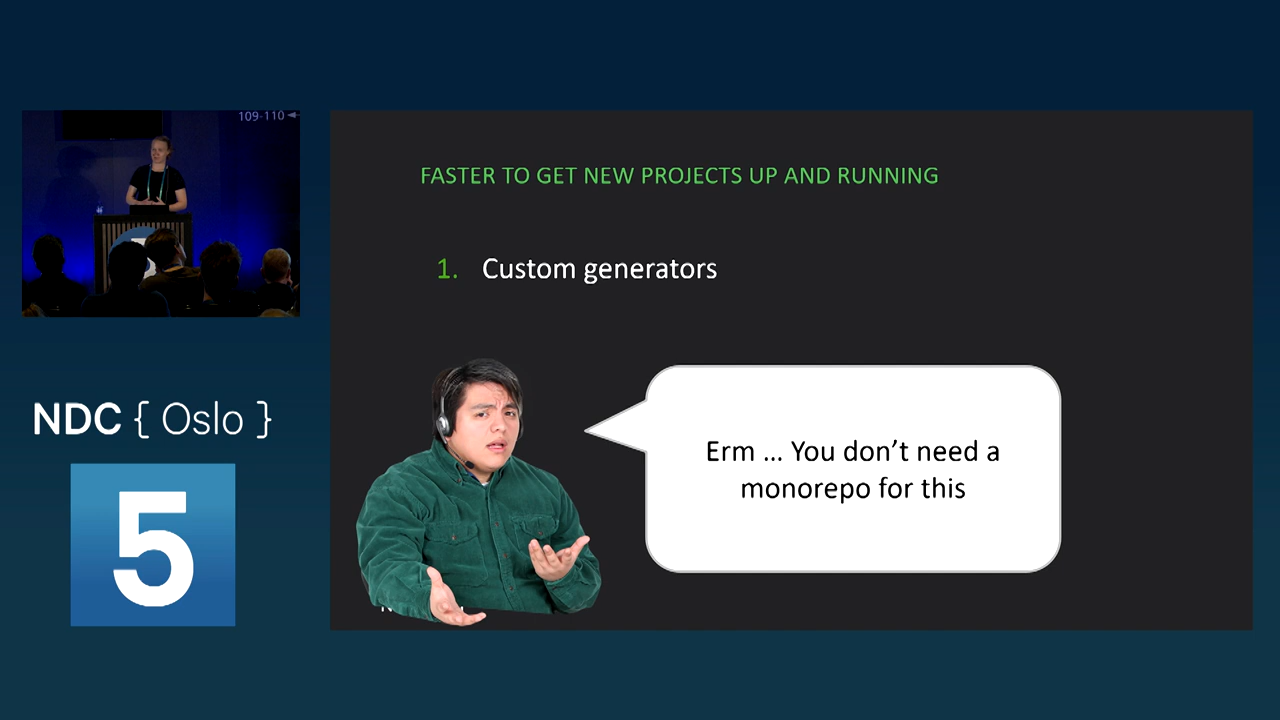 109-110
FASTER TO GET NEW PROJECTS UP AND RUNNING
1. Custom generators
Erm ... You don’t need a
monorepo for this
NDC { Oslo }
5